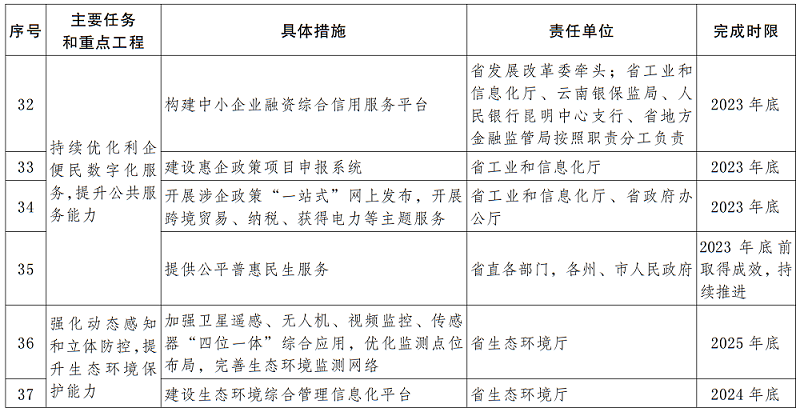 序号
主要任务
和重点工程
具体措施
责任单位
完成时限
持续优化利企
便民数字化服
务,提升公共服
务能力
32
构建中小企业融资综合信用服务平台
省发展改革委牵头；省工业和
信息化厅、云南银保监局、人
民银行昆明中心支行、省地方
金融监管局按照职责分工负责
2023 年底
33
建设惠企政策项目申报系统
省工业和信息化厅
2023 年底
34
开展涉企政策“一站式”网上发布，开展
跨境贸易、纳税、获得电力等主题服务
省工业和信息化厅、省政府办
公厅
2023 年底
35
提供公平普惠民生服务
省直各部门，各州、市人民政府
2023 年底前
取得成效，持
续推进
强化动态感知
和立体防控,提
升生态环境保
护能力
36
加强卫星遥感、无人机、视频监控、传感
器“四位一体”综合应用，优化监测点位
布局，完善生态环境监测网络
省生态环境厅
2025 年底
37
建设生态环境综合管理信息化平台
省生态环境厅
2024 年底